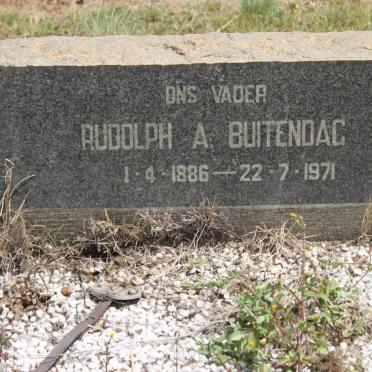 ONS VADER
RUDOLPH A. BUITENDAG
1·4·1886 — 22·7·1971